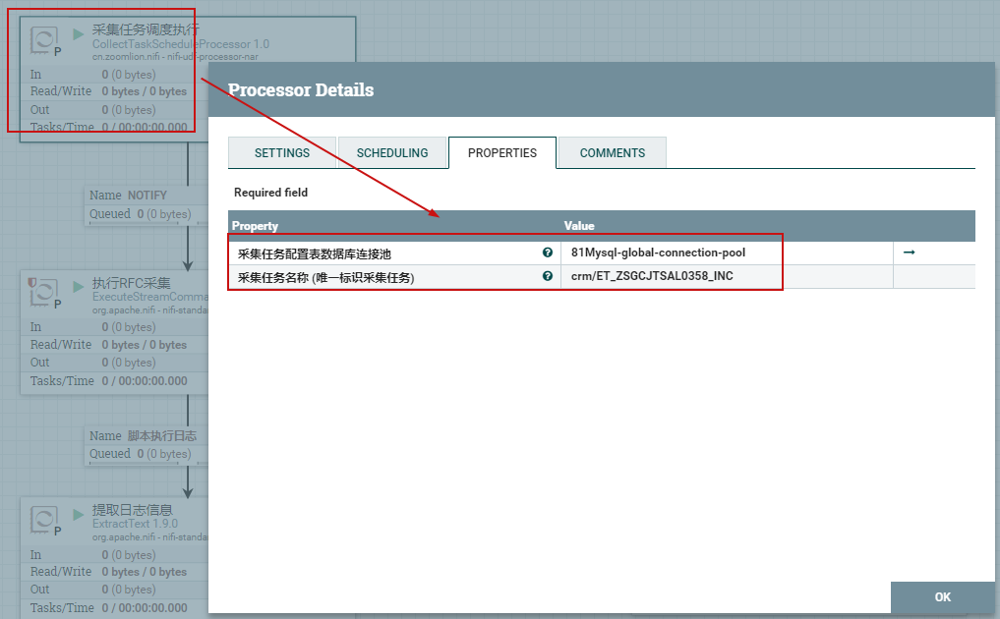 采集任务调度执行
CollectTaskScheduleProcessor 1.0
cn.zoomlion.nifi - nifi-udf-processor-nar
P
In 0 (0 bytes)
Read/Write 0 bytes / 0 bytes
Out 0 (0 bytes)
Tasks/Time 0 / 00:00:00.000
Name NOTIFY
Queued 0 (0 bytes)
执行RFC采集
ExecuteStreamComma
org.apache.nifi - nifi-standa
P
In 0 (0 bytes)
Read/Write 0 bytes / 0 bytes
Out 0 (0 bytes)
Tasks/Time 0 / 00:00:00.000
Name 脚本执行日志
Queued 0 (0 bytes)
提取日志信息
ExtractText 1.9.0
org.apache.nifi - nifi-standa
P
In 0 (0 bytes)
Read/Write 0 bytes / 0 bytes
Out 0 (0 bytes)
Tasks/Time 0 / 00:00:00.000
Processor Details
SETTINGS SCHEDULING PROPERTIES COMMENTS
Required field
Property Value
采集任务配置表数据库连接池 81Mysql-global-connection-pool
采集任务名称 (唯一标识采集任务) crm/ET_ZSGCJTSAL0358_INC
OK